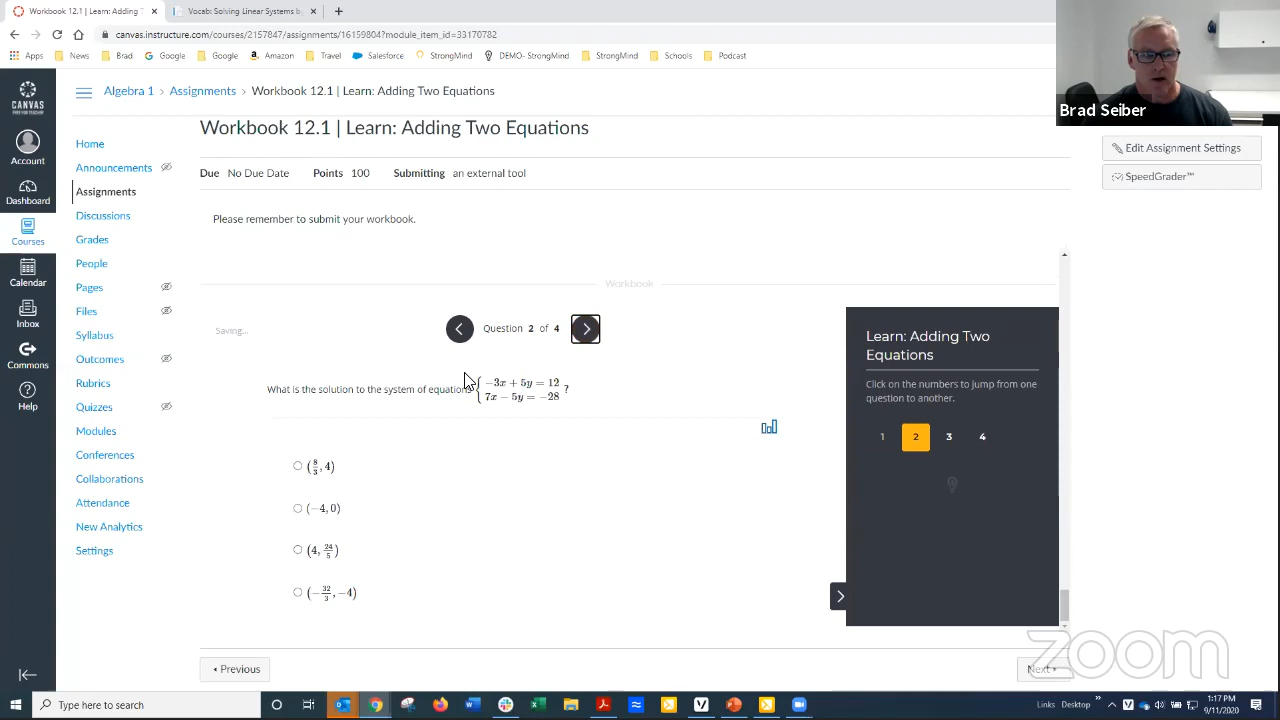 Workbook 12.1 | Learn: Adding T
Vocab: Solving Linear Systems b
canvas.instructure.com/courses/2157847/assignments/16159804?module_item_id=33170782
Apps News Brad Google Google Amazon Travel Salesforce StrongMind DEMO- StrongMind StrongMind Schools Podcast
Brad Seiber
CANVAS
FREE FOR TEACHER
Account
Dashboard
Courses
Calendar
Inbox
Commons
Help
Algebra 1 › Assignments › Workbook 12.1 | Learn: Adding Two Equations
Home
Announcements
Assignments
Discussions
Grades
People
Pages
Files
Syllabus
Outcomes
Rubrics
Quizzes
Modules
Conferences
Collaborations
Attendance
New Analytics
Settings
Workbook 12.1 | Learn: Adding Two Equations
Due No Due Date Points 100 Submitting an external tool
Please remember to submit your workbook.
Workbook
Saving...
Question 2 of 4
What is the solution to the system of equations { −3x + 5y = 12
7x − 5y = −28 ?
(8/3, 4)
(−4, 0)
(4, 24/5)
(−32/3, −4)
Previous
Next
Edit Assignment Settings
SpeedGrader™
Learn: Adding Two
Equations
Click on the numbers to jump from one
question to another.
1 2 3 4
zoom
Type here to search
Links Desktop
1:17 PM
9/11/2020